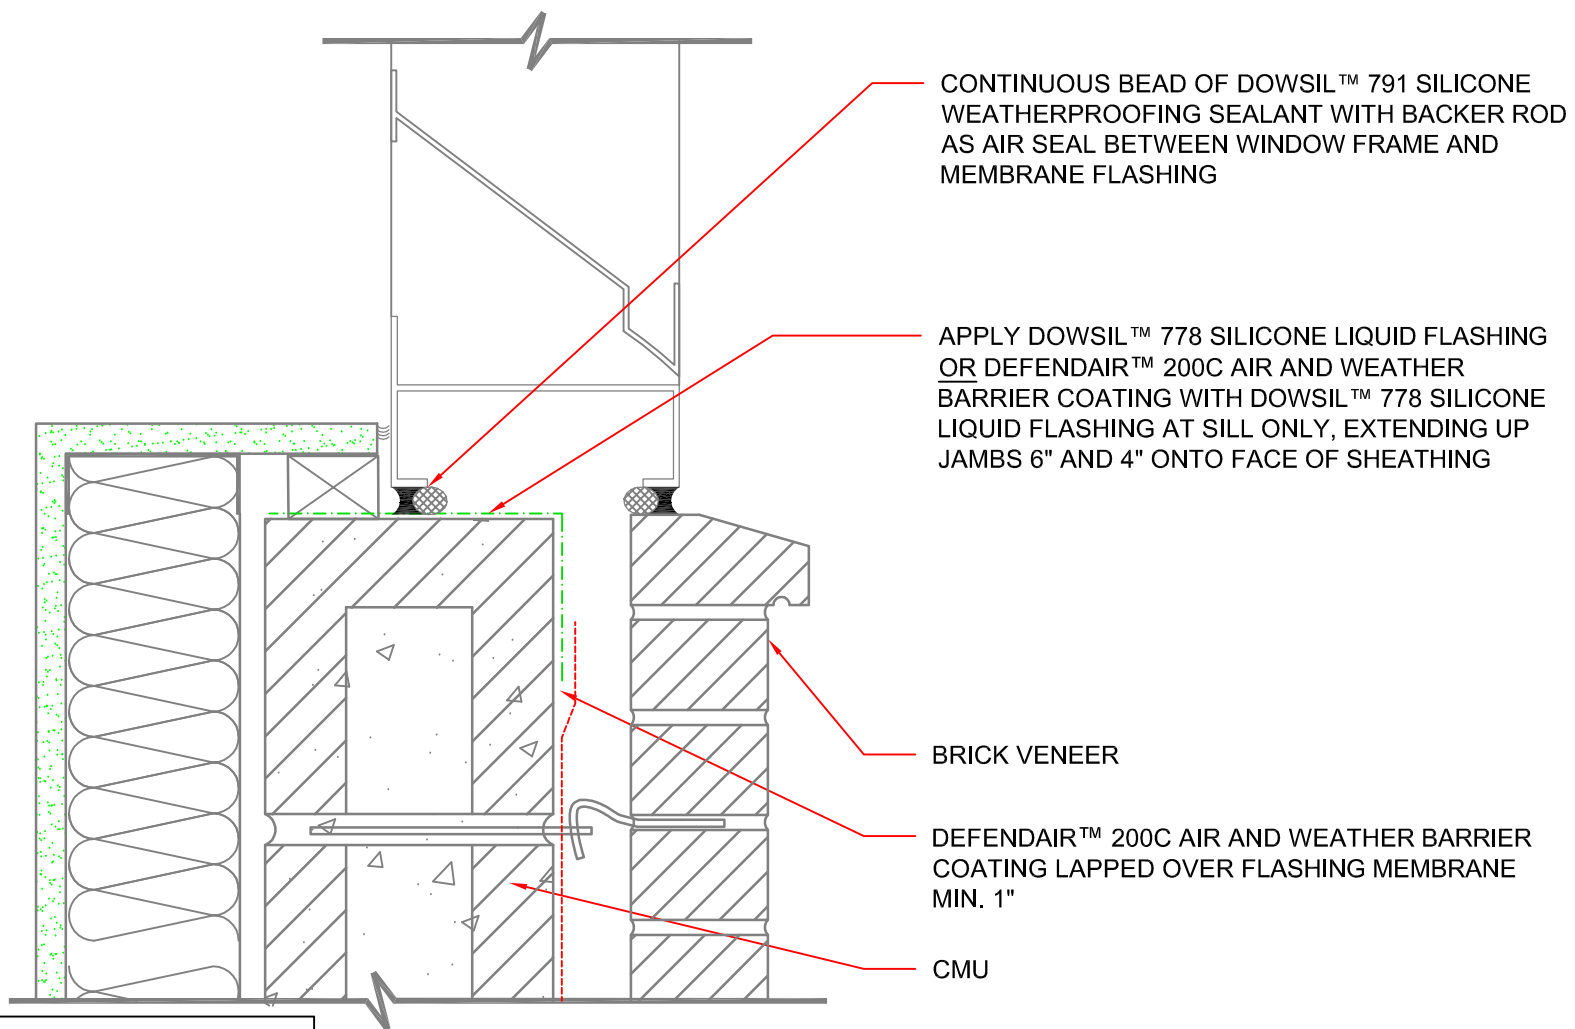 CONTINUOUS BEAD OF DOWSIL™ 791 SILICONE
WEATHERPROOFING SEALANT WITH BACKER ROD
AS AIR SEAL BETWEEN WINDOW FRAME AND
MEMBRANE FLASHING
APPLY DOWSIL™ 778 SILICONE LIQUID FLASHING
OR DEFENDAIR™ 200C AIR AND WEATHER
BARRIER COATING WITH DOWSIL™ 778 SILICONE
LIQUID FLASHING AT SILL ONLY, EXTENDING UP
JAMBS 6" AND 4" ONTO FACE OF SHEATHING
BRICK VENEER
DEFENDAIR™ 200C AIR AND WEATHER BARRIER
COATING LAPPED OVER FLASHING MEMBRANE
MIN. 1"
CMU